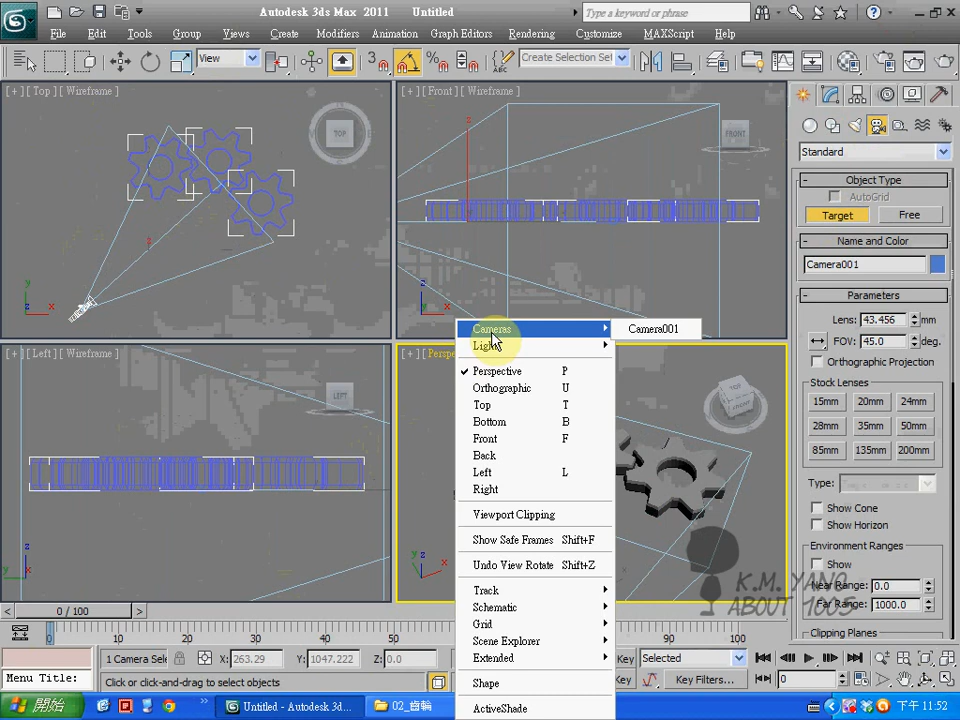 Autodesk 3ds Max 2011    Untitled
Type a keyword or phrase
File Edit Tools Group Views Create Modifiers Animation Graph Editors Rendering Customize MAXScript Help
View
3
%
ABC
Create Selection Set
[ + ] [ Top ] [ Wireframe ]
[ + ] [ Front ] [ Wireframe ]
TOP
FRONT
Standard
Object Type
AutoGrid
Target Free
Name and Color
Camera001
Parameters
Lens: 43.456 mm
FOV: 45.0 deg.
Orthographic Projection
Stock Lenses
15mm 20mm 24mm
28mm 35mm 50mm
85mm 135mm 200mm
Type:
Show Cone
Show Horizon
Environment Ranges
Show
Near Range: 0.0
Far Range: 1000.0
Clipping Planes
y
z x
z
x
[ + ] [ Left ] [ Wireframe ]
LEFT
z
y
TOP
FRONT
Cameras
Camera001
Perspective P
Orthographic U
Top T
Bottom B
Front F
Back
Left L
Right
Viewport Clipping
Show Safe Frames Shift+F
Undo View Rotate Shift+Z
Track
Schematic
Grid
Scene Explorer
Extended
Shape
ActiveShade
K.M. YANG
ABOUT 1005
< 0 / 100 >
0 10 20 30 40 50 80 90 100
1 Camera Sel X: 263.29 Y: 1047.222 Z: 0.0
Key Selected
Menu Title: Click or click-and-drag to select objects
Key Key Filters... 0
開始
Untitled - Autodesk 3d...
02_齒輪
下午 11:52